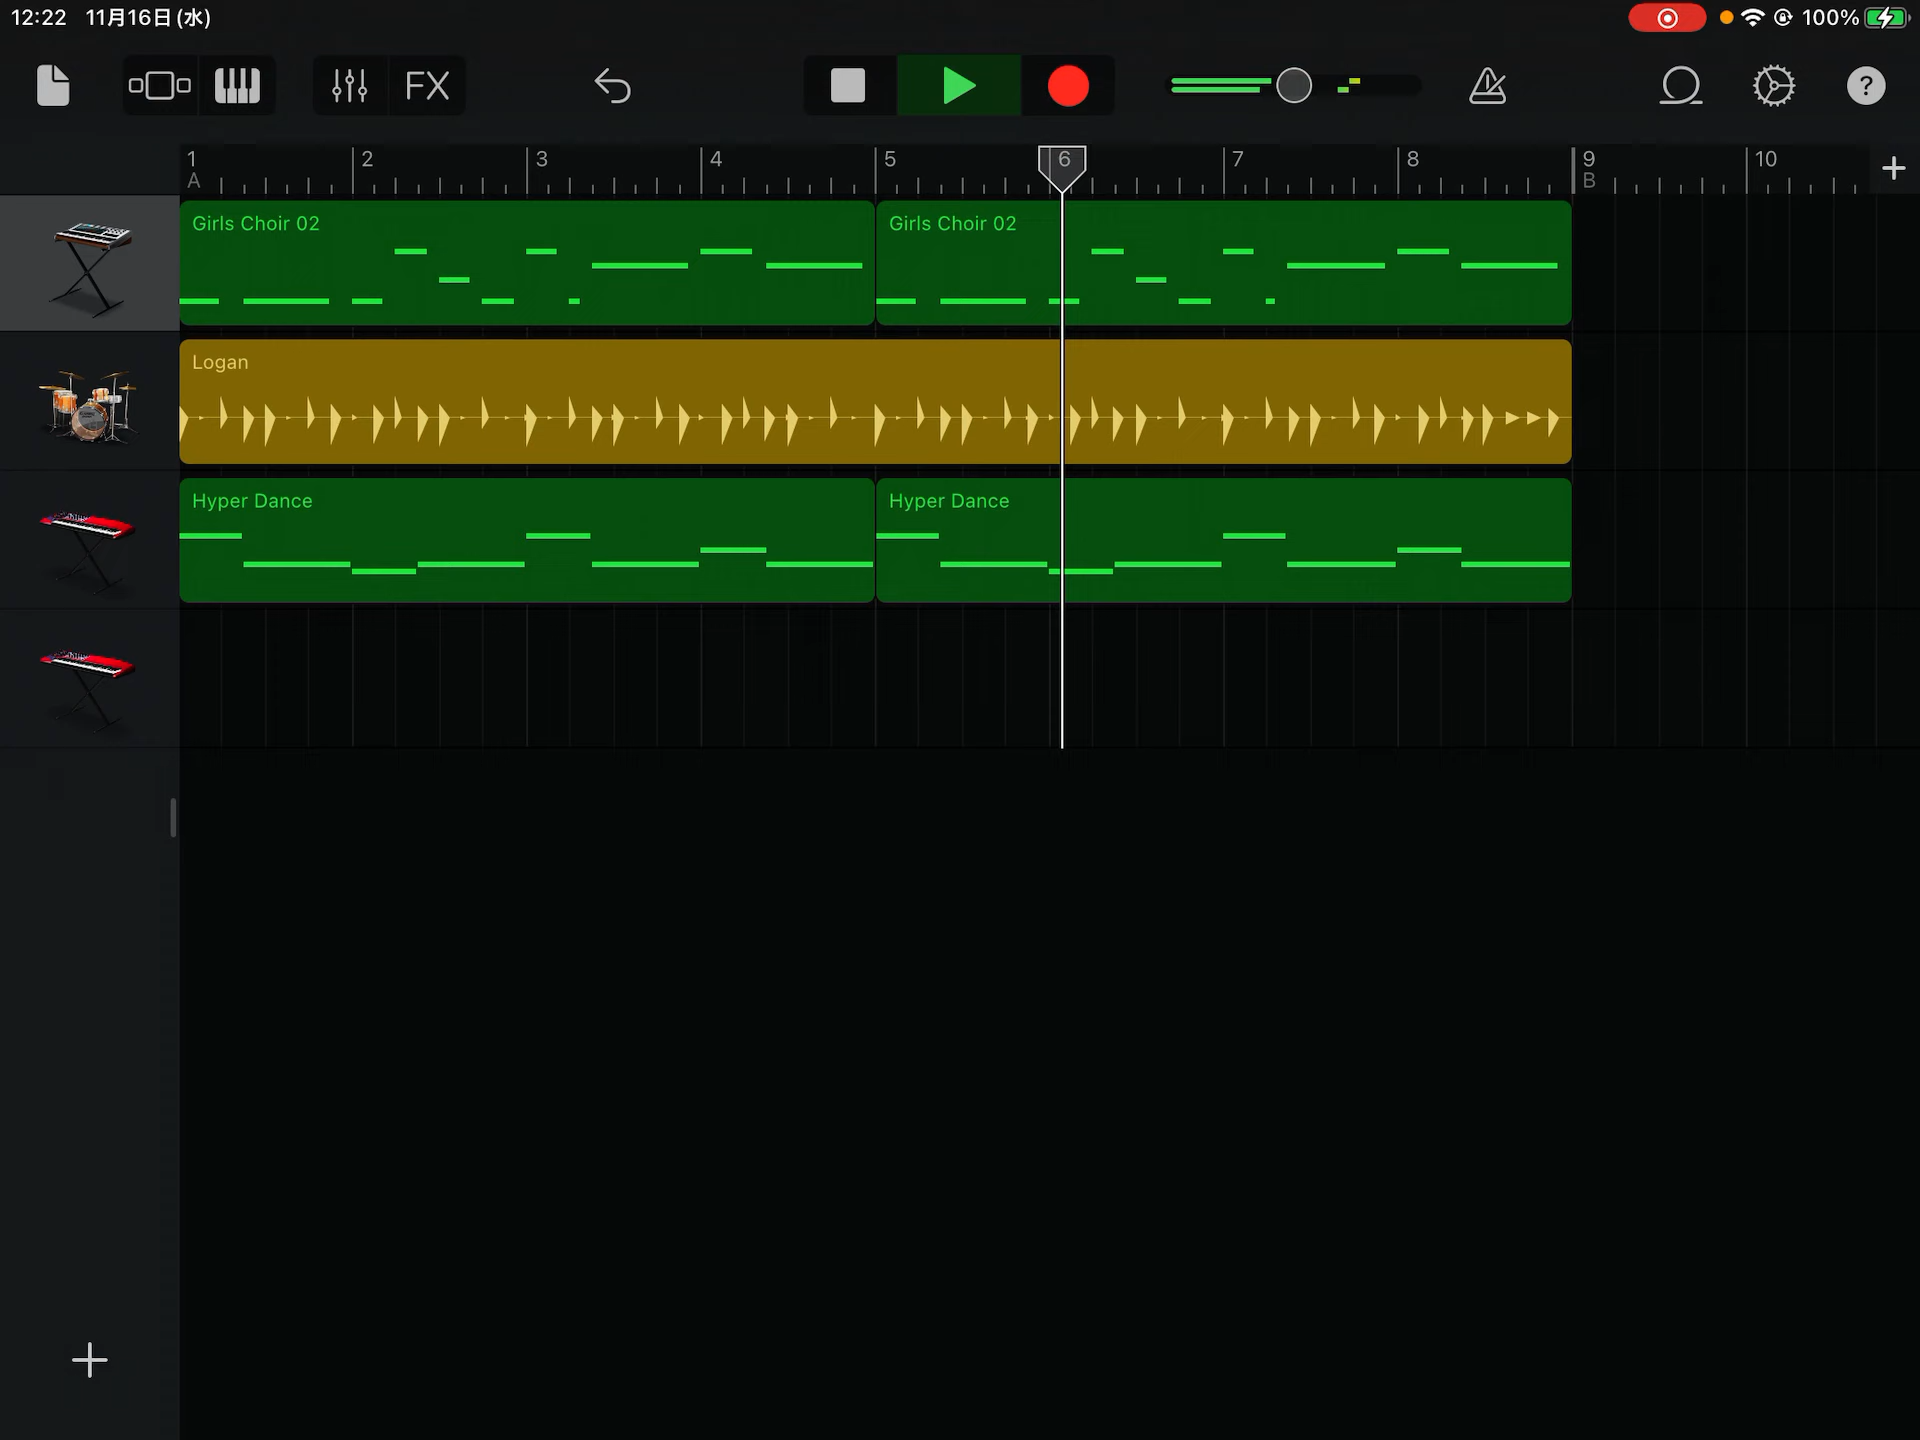 12:22 11月16日(水) 100%
FX ?
1 2 3 4 5 6 7 8 9 10
A B
Girls Choir 02 Girls Choir 02
Logan
Hyper Dance Hyper Dance